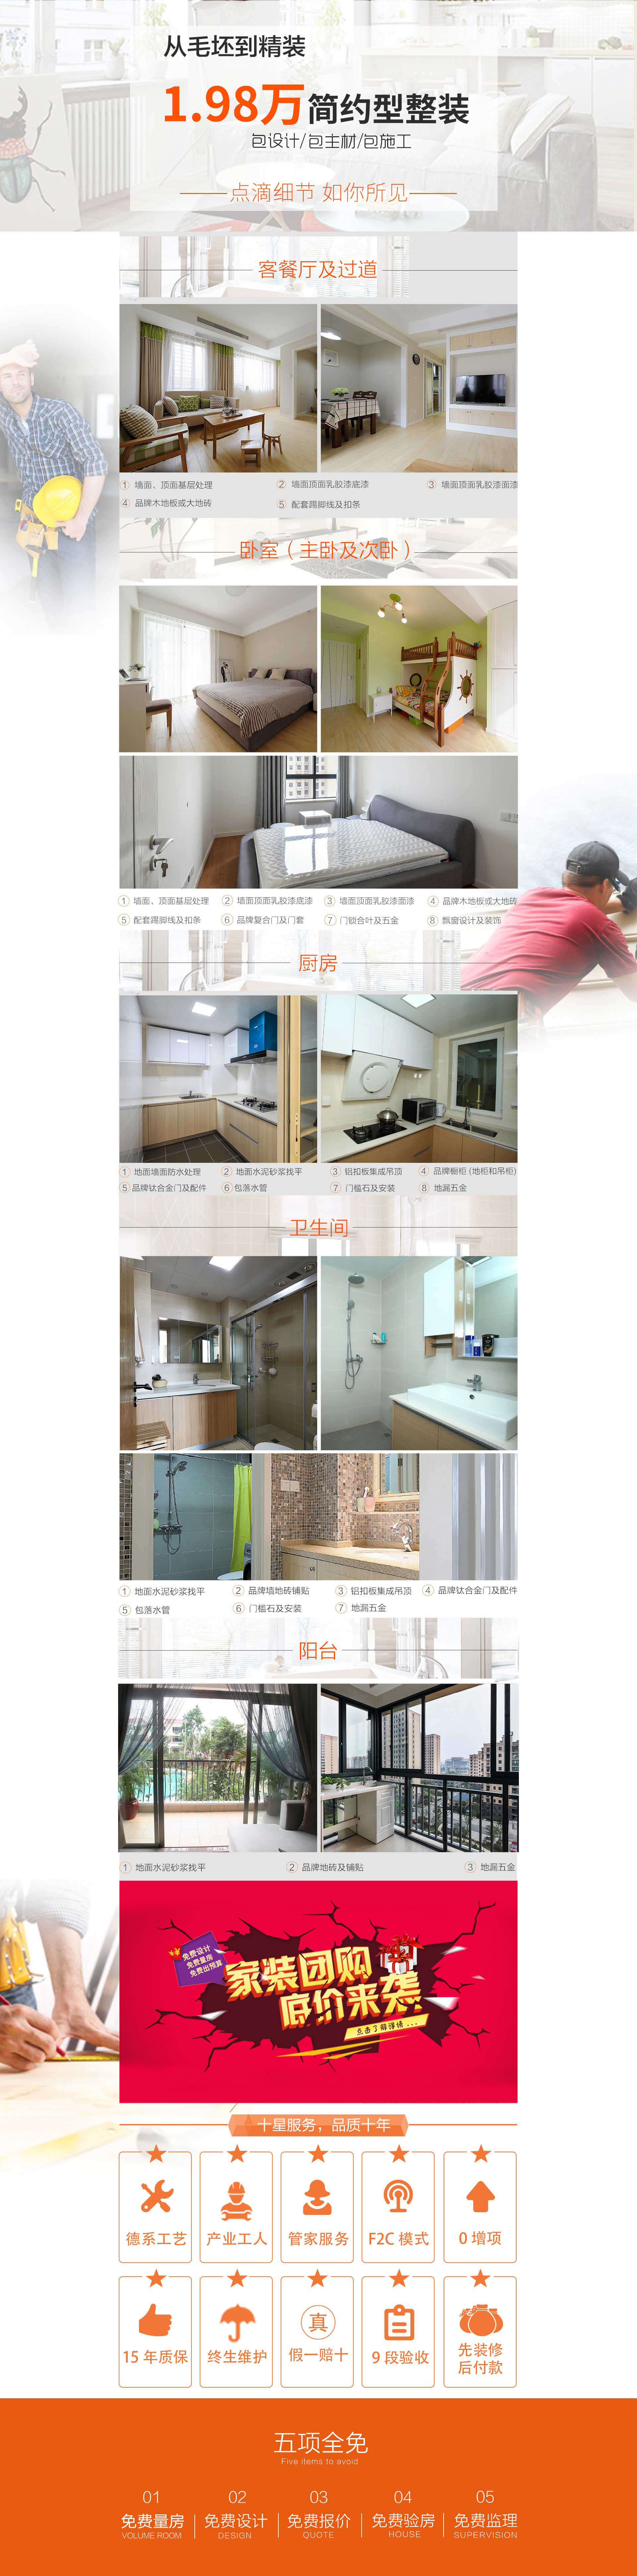 从毛坯到精装
1.98万简约型整装
包设计/包主材/包施工
点滴细节 如你所见
客餐厅及过道
① 墙面、顶面基层处理 ② 墙面顶面乳胶漆底漆 ③ 墙面顶面乳胶漆面漆
④ 品牌木地板或大地砖 ⑤ 配套踢脚线及扣条
卧室（主卧及次卧）
① 墙面、顶面基层处理 ② 墙面顶面乳胶漆底漆 ③ 墙面顶面乳胶漆面漆 ④ 品牌木地板或大地砖
⑤ 配套踢脚线及扣条 ⑥ 品牌复合门及门套 ⑦ 门锁合叶及五金 ⑧ 飘窗设计及装饰
厨房
① 地面墙面防水处理 ② 地面水泥砂浆找平 ③ 铝扣板集成吊顶 ④ 品牌橱柜 (地柜和吊柜)
⑤ 品牌钛合金门及配件 ⑥ 包落水管 ⑦ 门槛石及安装 ⑧ 地漏五金
卫生间
① 地面水泥砂浆找平 ② 品牌墙地砖铺贴 ③ 铝扣板集成吊顶 ④ 品牌钛合金门及配件
⑤ 包落水管 ⑥ 门槛石及安装 ⑦ 地漏五金
阳台
① 地面水泥砂浆找平 ② 品牌地砖及铺贴 ③ 地漏五金
免费设计
免费量房
免费出预算
家装团购
底价来袭
点击了解详情...
十星服务，品质十年
德系工艺 产业工人 管家服务 F2C 模式 0 增项
真
15 年质保 终生维护 假一赔十 9 段验收 先装修
后付款
五项全免
Five items to avoid
01 02 03 04 05
免费量房 免费设计 免费报价 免费验房 免费监理
VOLUME ROOM DESIGN QUOTE HOUSE SUPERVISION